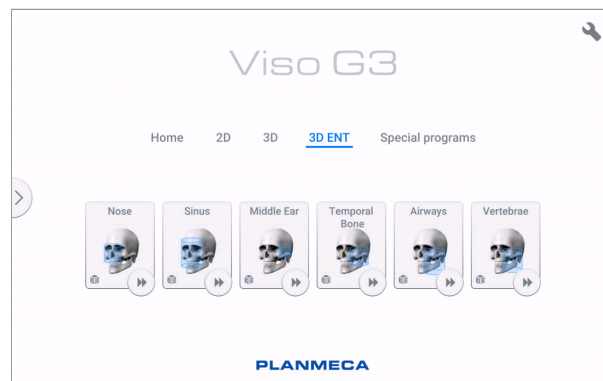 Viso G3
Home 2D 3D 3D ENT Special programs
Nose Sinus Middle Ear Temporal Bone Airways Vertebrae
PLANMECA